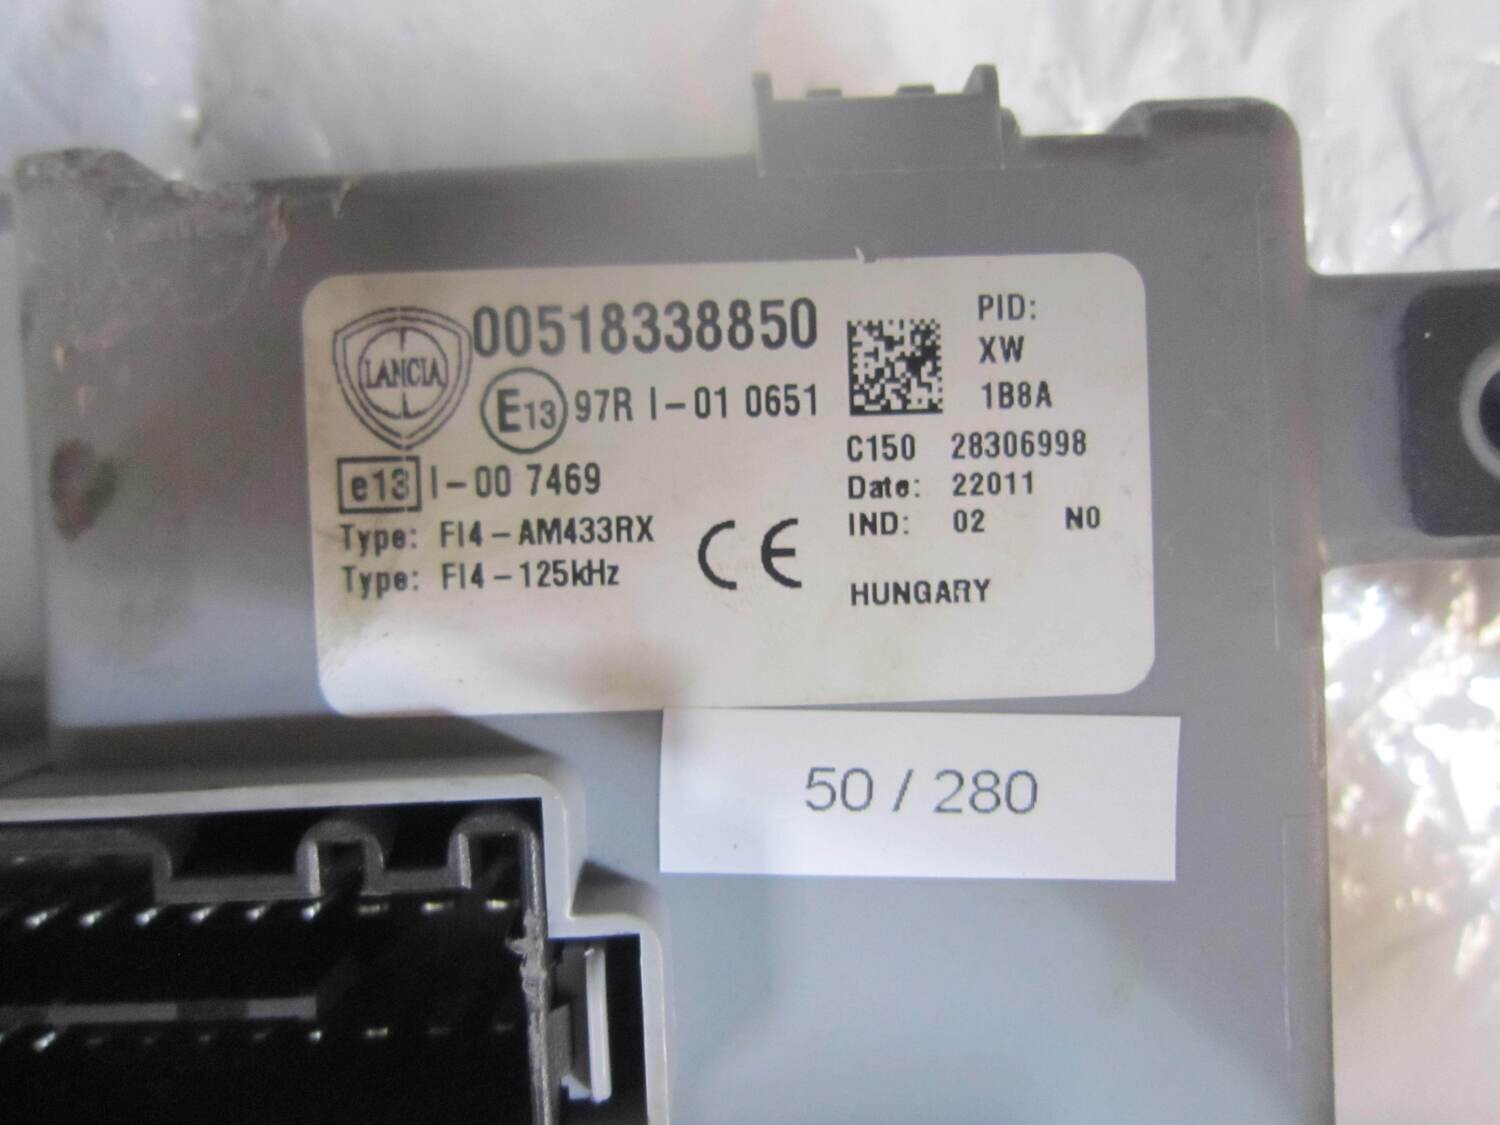 LANCIA
00518338850
E13 97R I-01 0651
e13 I-00 7469
Type: FI4-AM433RX
Type: FI4-125kHz
CE
PID:
XW
1B8A
C150 28306998
Date: 22011
IND: 02 N0
HUNGARY
50 / 280